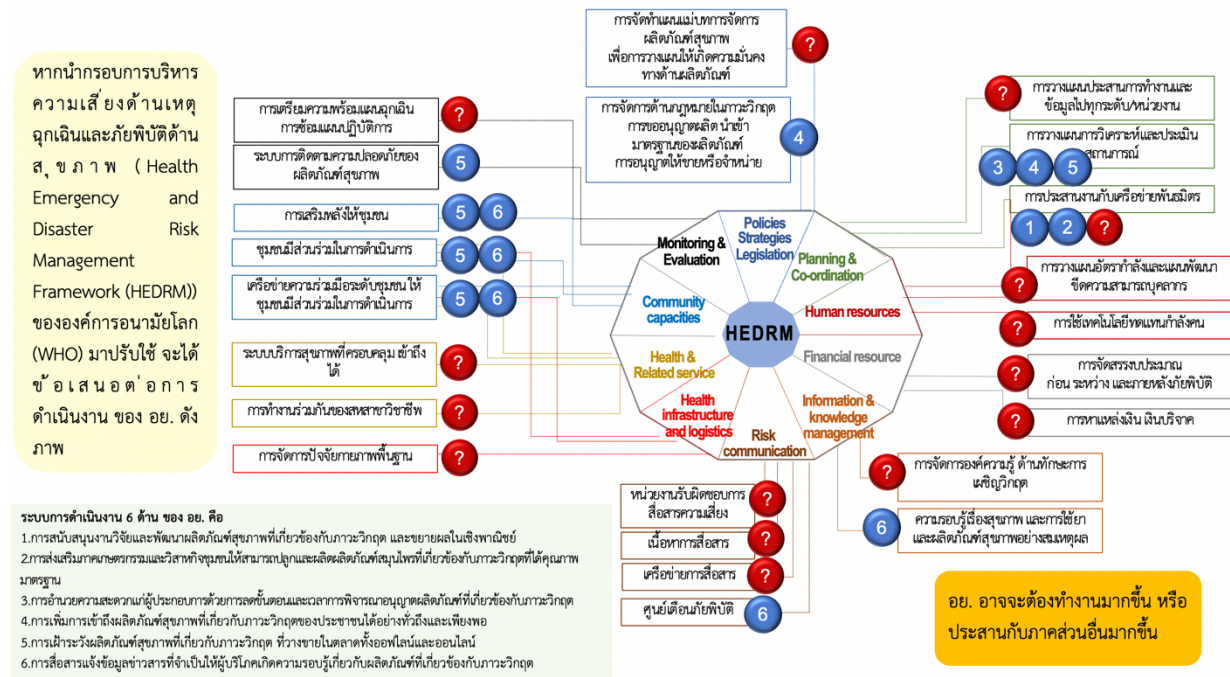 หากนำกรอบการบริหาร
ความเสี่ยงด้านเหตุ
ฉุกเฉินและภัยพิบัติด้าน
สุขภาพ (Health
Emergency and
Disaster Risk
Management
Framework (HEDRM))
ขององค์การอนามัยโลก
(WHO) มาปรับใช้ จะได้
ข้อเสนอต่อการ
ดำเนินงาน ของ อย. ดัง
ภาพ
การเตรียมความพร้อมแผนฉุกเฉิน
การซ้อมแผนปฏิบัติการ
?
ระบบการติดตามความปลอดภัยของ
ผลิตภัณฑ์สุขภาพ
5
การเสริมพลังให้ชุมชน
5 6
ชุมชนมีส่วนร่วมในการดำเนินการ
5 6
เครือข่ายความร่วมมือระดับชุมชน ให้
ชุมชนมีส่วนร่วมในการดำเนินการ
5 6
ระบบบริการสุขภาพที่ครอบคลุม เข้าถึง
ได้
?
การทำงานร่วมกันของสหสาขาวิชาชีพ
?
การจัดการปัจจัยกายภาพพื้นฐาน
?
การจัดทำแผนแม่บทการจัดการ
ผลิตภัณฑ์สุขภาพ
เพื่อการวางแผนให้เกิดความมั่นคง
ทางด้านผลิตภัณฑ์
?
การจัดการด้านกฎหมายในภาวะวิกฤต
การขออนุญาตผลิต นำเข้า
มาตรฐานของผลิตภัณฑ์
การอนุญาตให้ขายหรือจำหน่าย
4
Policies
Strategies
Legislation
Monitoring &
Evaluation
Planning &
Co-ordination
Community
capacities
Human resources
HEDRM
Health &
Related service
Financial resource
Health
infrastructure
and logistics
Information &
knowledge
management
Risk
communication
?
การวางแผนประสานการทำงานและ
ข้อมูลไปทุกระดับ/หน่วยงาน
การวางแผนการวิเคราะห์และประเมิน
สถานการณ์
3 4 5
การประสานงานกับเครือข่ายพันธมิตร
1 2 ?
?
การวางแผนอัตรากำลังและแผนพัฒนา
ขีดความสามารถบุคลากร
?
การใช้เทคโนโลยีทดแทนกำลังคน
?
การจัดสรรงบประมาณ
ก่อน ระหว่าง และภายหลังภัยพิบัติ
?
การหาแหล่งเงิน เงินบริจาค
?
การจัดการองค์ความรู้ ด้านทักษะการ
เผชิญวิกฤต
6
ความรอบรู้เรื่องสุขภาพ และการใช้ยา
และผลิตภัณฑ์สุขภาพอย่างสมเหตุผล
หน่วยงานรับผิดชอบการ
สื่อสารความเสี่ยง
?
เนื้อหาการสื่อสาร
?
เครือข่ายการสื่อสาร
?
ศูนย์เตือนภัยพิบัติ
6
ระบบการดำเนินงาน 6 ด้าน ของ อย. คือ
1.การสนับสนุนงานวิจัยและพัฒนาผลิตภัณฑ์สุขภาพที่เกี่ยวข้องกับภาวะวิกฤต และขยายผลในเชิงพาณิชย์
2.การส่งเสริมภาคเกษตรกรรมและวิสาหกิจชุมชนให้สามารถปลูกและผลิตผลิตภัณฑ์สมุนไพรที่เกี่ยวข้องกับภาวะวิกฤตที่ได้คุณภาพ
มาตรฐาน
3.การอำนวยความสะดวกแก่ผู้ประกอบการด้วยการลดขั้นตอนและเวลาการพิจารณาอนุญาตผลิตภัณฑ์ที่เกี่ยวข้องกับภาวะวิกฤต
4.การเพิ่มการเข้าถึงผลิตภัณฑ์สุขภาพที่เกี่ยวกับภาวะวิกฤตของประชาชนได้อย่างทั่วถึงและเพียงพอ
5.การเฝ้าระวังผลิตภัณฑ์สุขภาพที่เกี่ยวกับภาวะวิกฤต ที่วางขายในตลาดทั้งออฟไลน์และออนไลน์
6.การสื่อสารแจ้งข้อมูลข่าวสารที่จำเป็นให้ผู้บริโภคเกิดความรอบรู้เกี่ยวกับผลิตภัณฑ์ที่เกี่ยวข้องกับภาวะวิกฤต
อย. อาจจะต้องทำงานมากขึ้น หรือ
ประสานกับภาคส่วนอื่นมากขึ้น